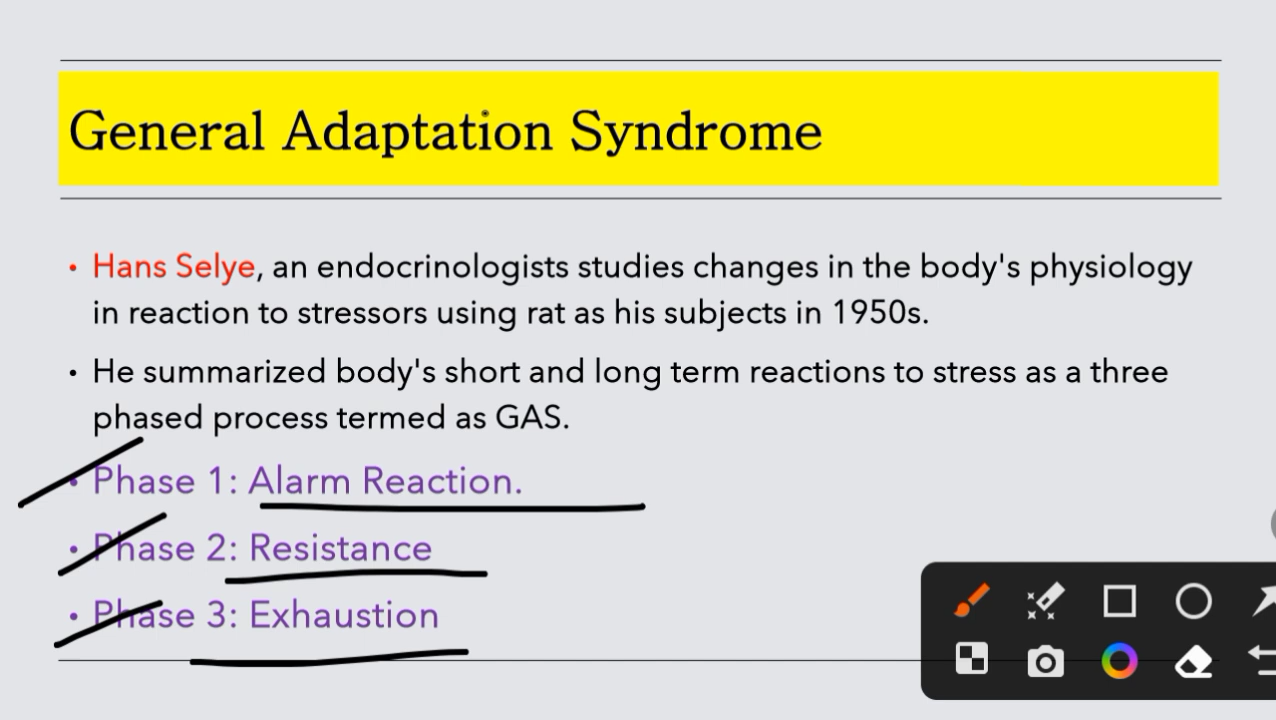 General Adaptation Syndrome
• Hans Selye, an endocrinologists studies changes in the body's physiology
in reaction to stressors using rat as his subjects in 1950s.
• He summarized body's short and long term reactions to stress as a three
phased process termed as GAS.
• Phase 1: Alarm Reaction.
• Phase 2: Resistance
• Phase 3: Exhaustion